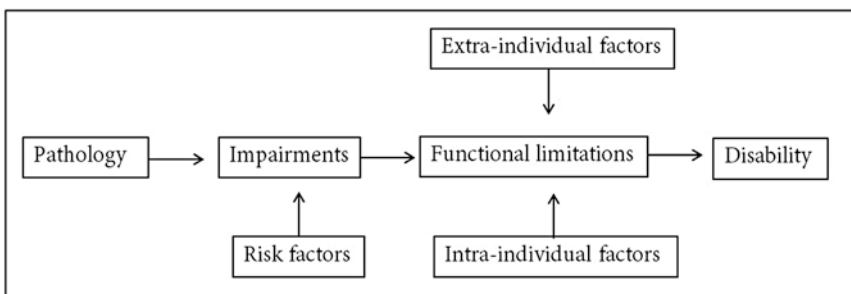 Extra-individual factors
Pathology
Impairments
Functional limitations
Disability
Risk factors
Intra-individual factors